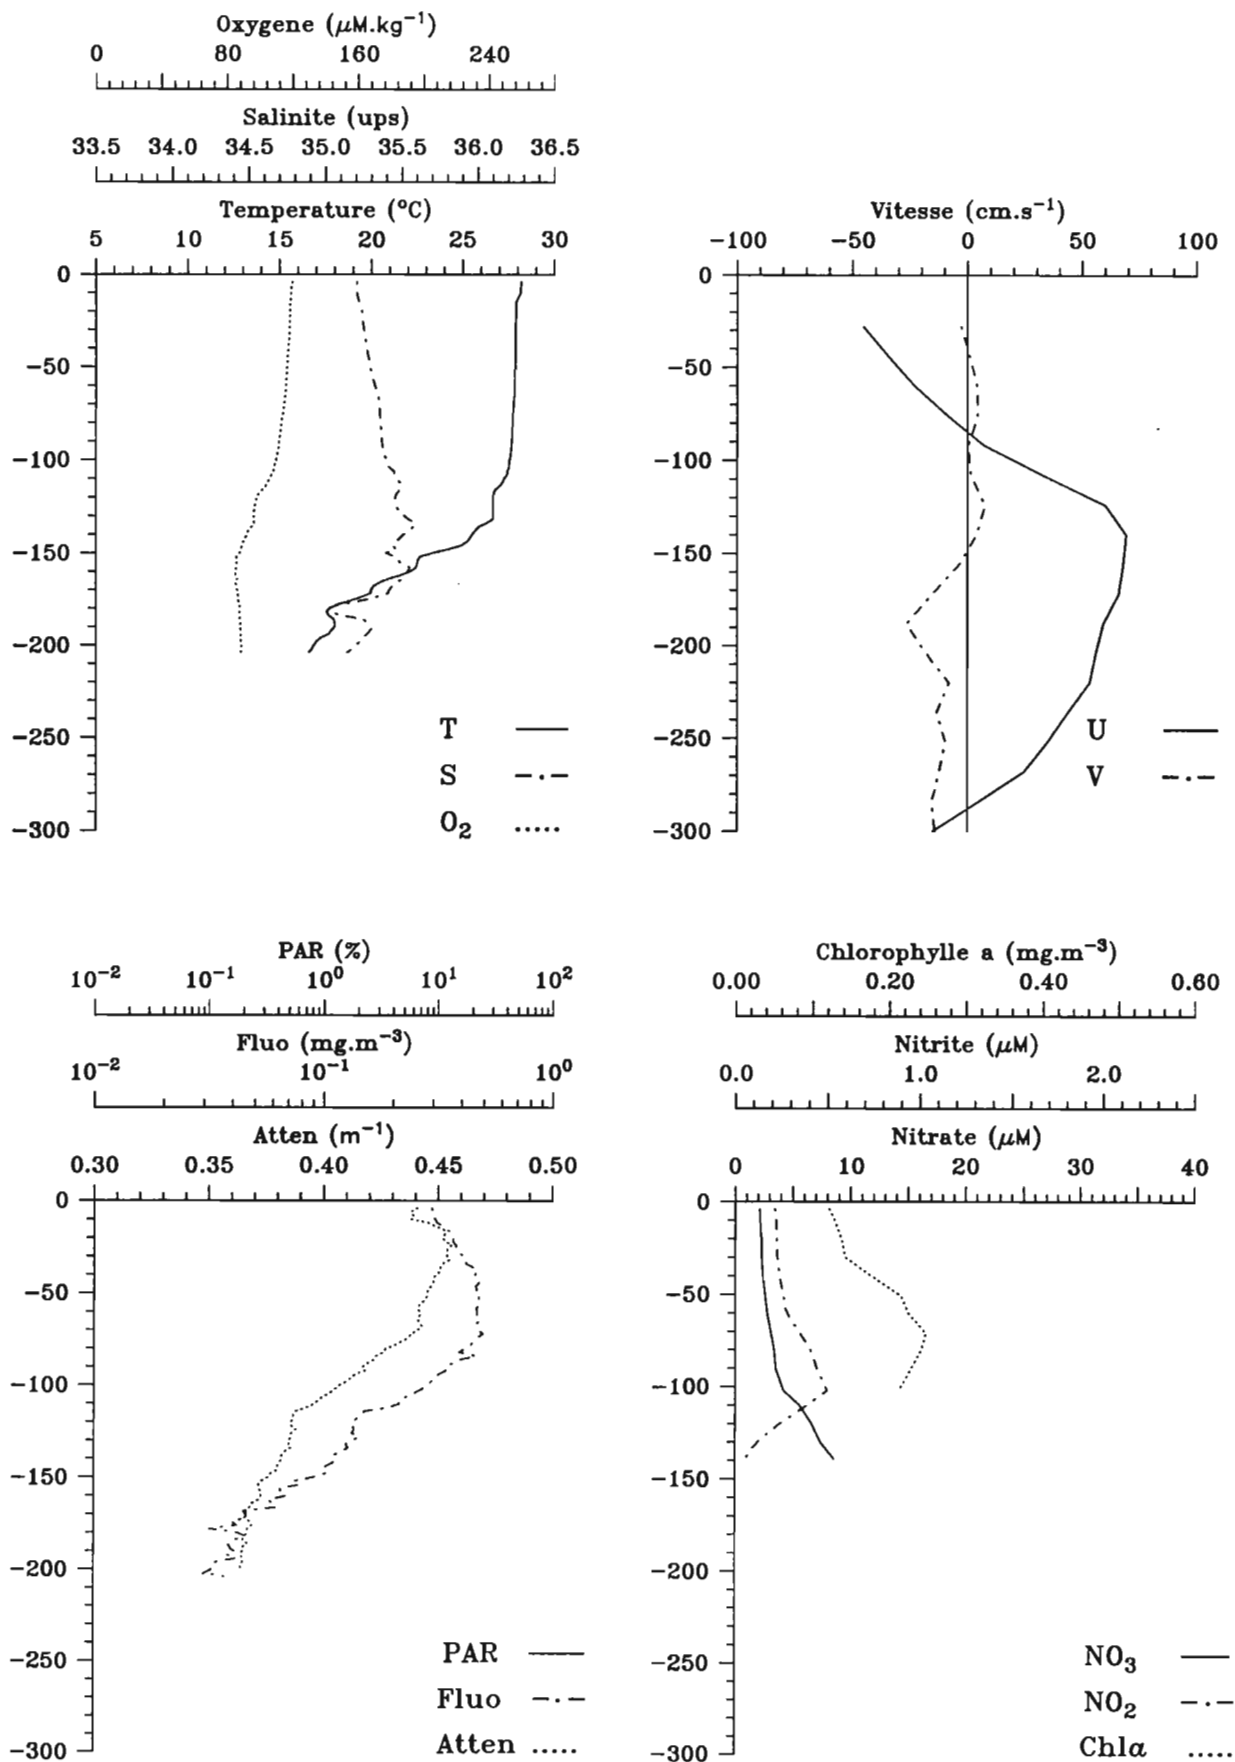 Oxygene (μM.kg⁻¹)
0 80 160 240
Salinite (ups)
33.5 34.0 34.5 35.0 35.5 36.0 36.5
Temperature (°C)
5 10 15 20 25 30
0
−50
−100
−150
−200
−250
−300
T
S
O₂
Vitesse (cm.s⁻¹)
−100 −50 0 50 100
0
−50
−100
−150
−200
−250
−300
U
V
PAR (%)
10⁻² 10⁻¹ 10⁰ 10¹ 10²
Fluo (mg.m⁻³)
10⁻² 10⁻¹ 10⁰
Atten (m⁻¹)
0.30 0.35 0.40 0.45 0.50
0
−50
−100
−150
−200
−250
−300
PAR
Fluo
Atten
Chlorophylle a (mg.m⁻³)
0.00 0.20 0.40 0.60
Nitrite (μM)
0.0 1.0 2.0
Nitrate (μM)
0 10 20 30 40
0
−50
−100
−150
−200
−250
−300
NO₃
NO₂
Chla